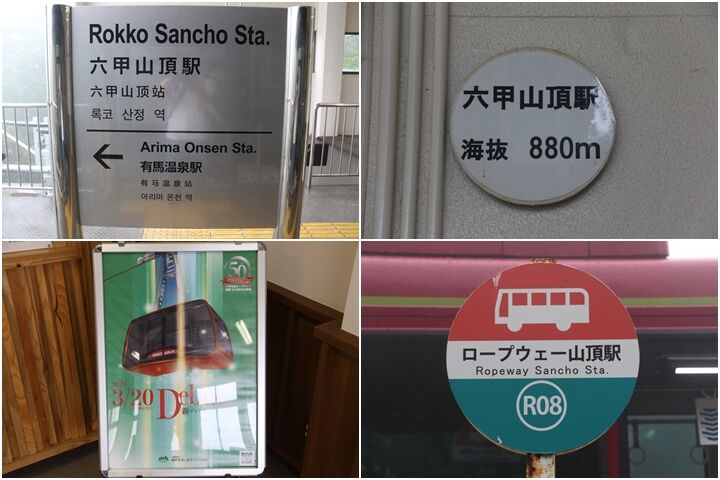 Rokko Sancho Sta.
六甲山頂駅
六甲山顶站
록코 산정 역
Arima Onsen Sta.
有馬温泉駅
有马温泉站
아리마 온천 역
六甲山頂駅
海抜 880m
50
3/20
ロープウェー山頂駅
Ropeway Sancho Sta.
R08